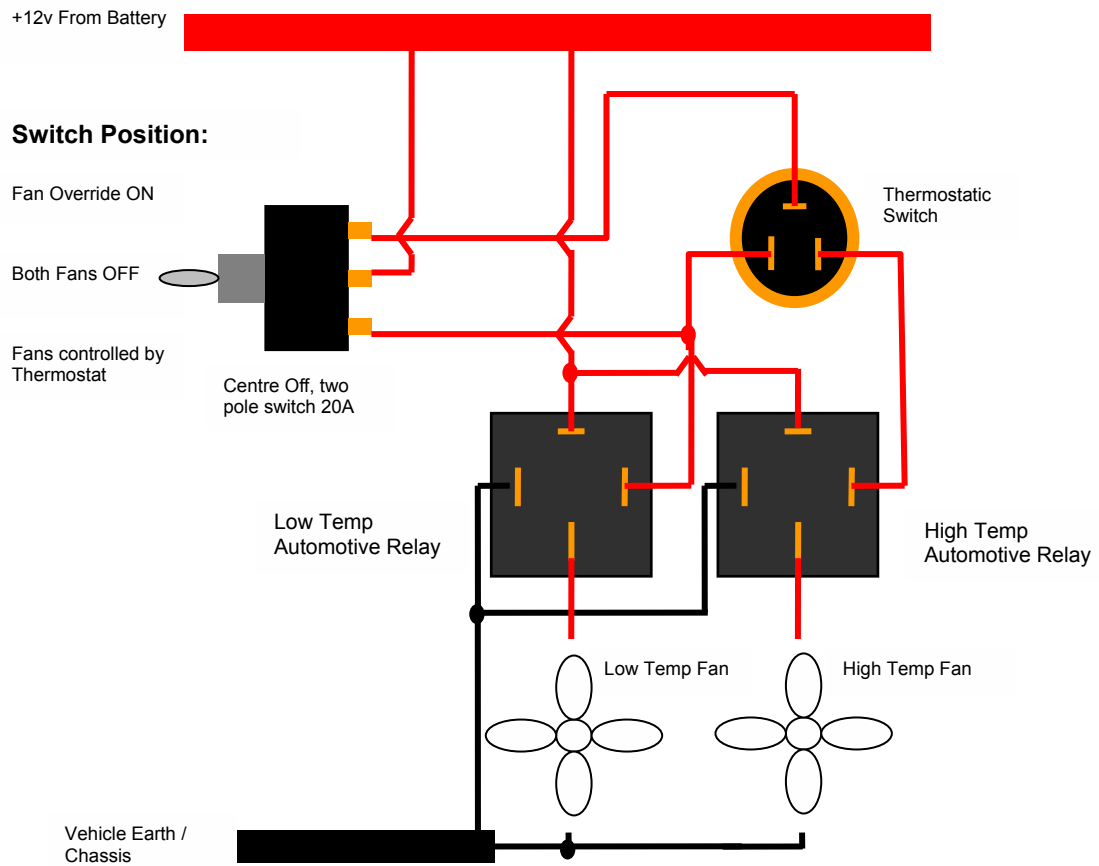 +12v From Battery
Switch Position:
Fan Override ON
Thermostatic
Switch
Both Fans OFF
Fans controlled by
Thermostat
Centre Off, two
pole switch 20A
Low Temp
Automotive Relay
High Temp
Automotive Relay
Low Temp Fan
High Temp Fan
Vehicle Earth /
Chassis